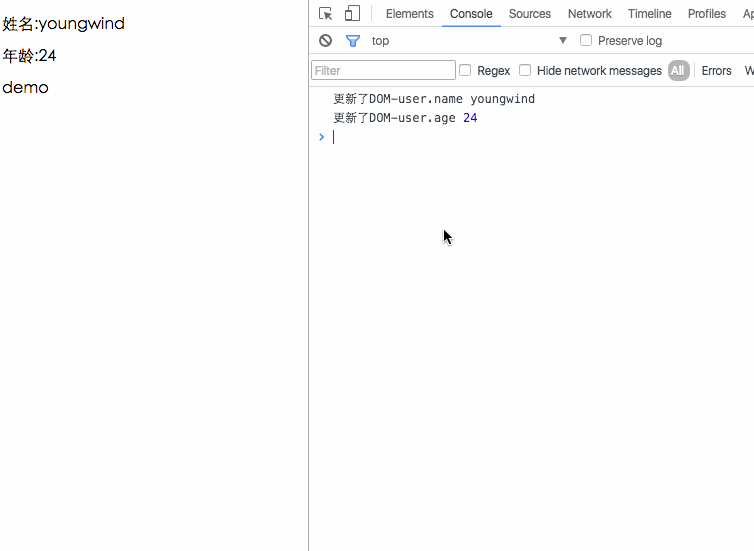 姓名:youngwind
年龄:24
demo
Elements Console Sources Network Timeline Profiles
top Preserve log
Filter Regex Hide network messages All Errors
更新了DOM-user.name youngwind
更新了DOM-user.age 24